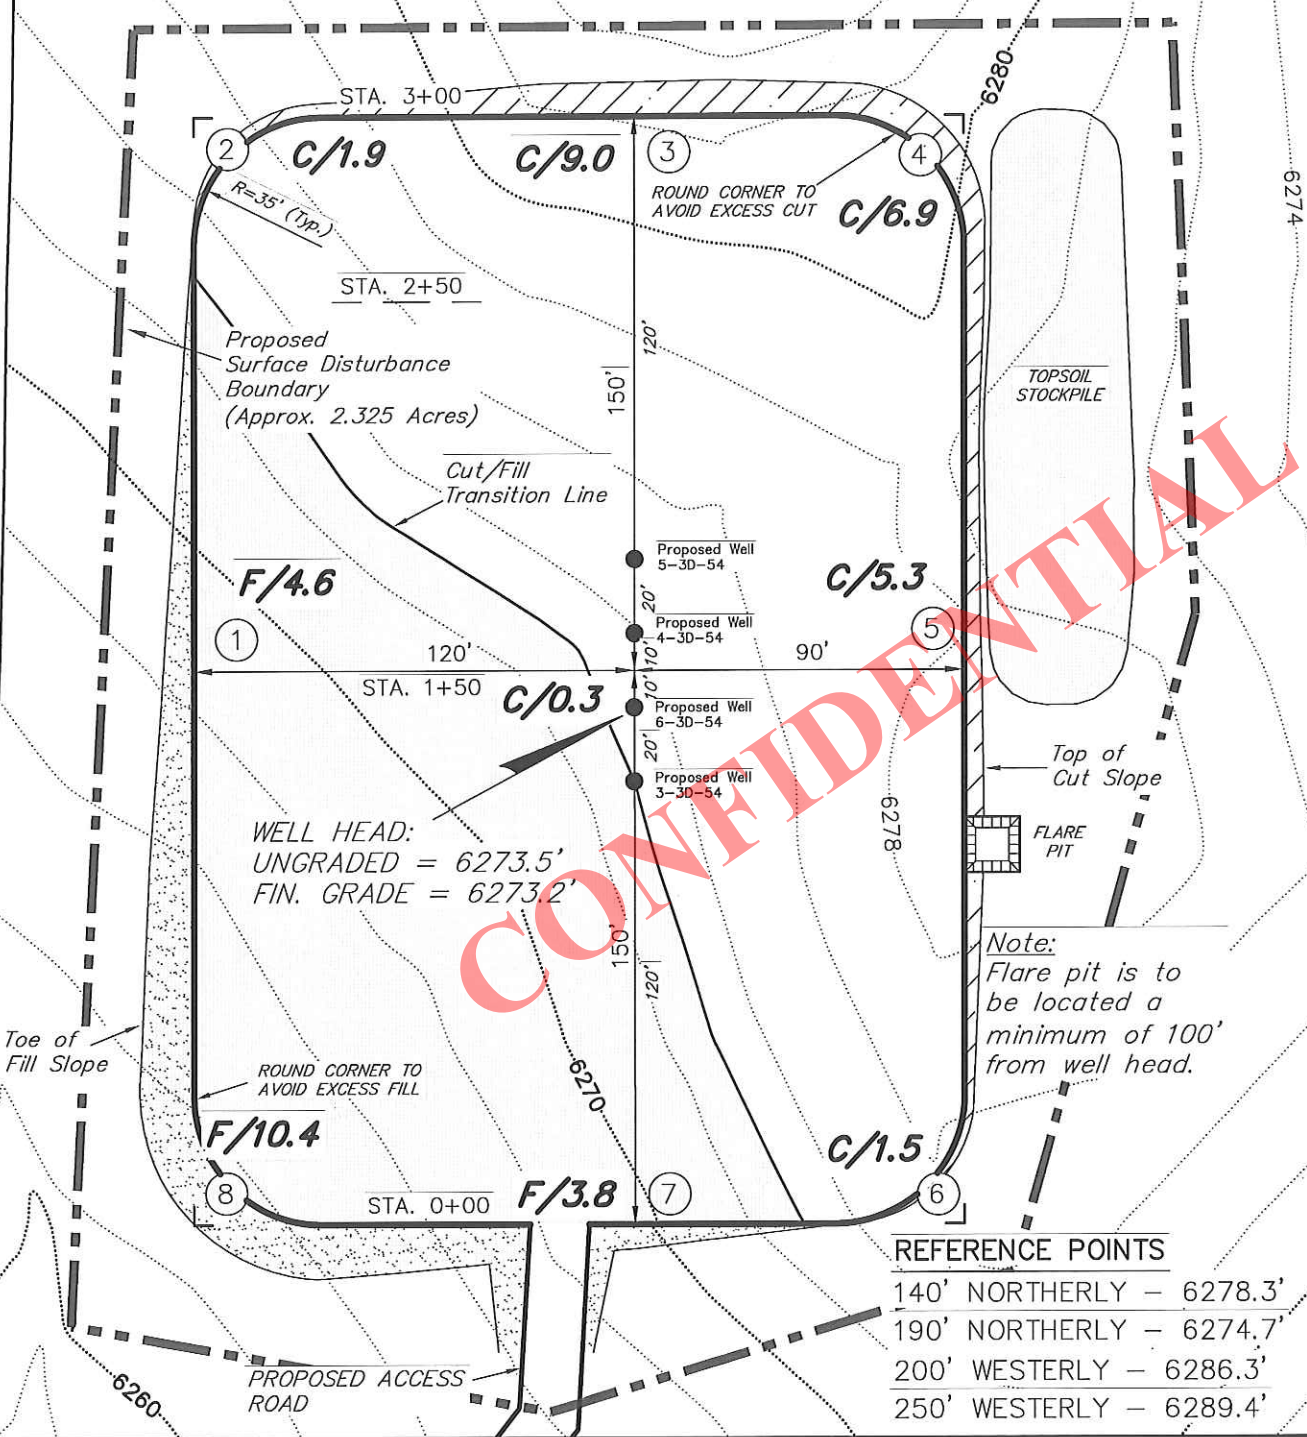 STA. 3+00
6280
2
C/1.9
C/9.0
3
4
R=35' (Typ.)
ROUND CORNER TO
AVOID EXCESS CUT
C/6.9
6274
STA. 2+50
Proposed
Surface Disturbance
Boundary
(Approx. 2.325 Acres)
120'
150'
TOPSOIL
STOCKPILE
Cut/Fill
Transition Line
Proposed Well
5-3D-54
F/4.6
C/5.3
20'
Proposed Well
4-3D-54
1
5
120'
10'
90'
STA. 1+50
C/0.3
10'
Proposed Well
6-3D-54
20'
Proposed Well
3-3D-54
Top of
Cut Slope
WELL HEAD:
UNGRADED = 6273.5'
FIN. GRADE = 6273.2'
6278
FLARE
PIT
CONFIDENTIAL
150'
120'
Note:
Flare pit is to
be located a
minimum of 100'
from well head.
Toe of
Fill Slope
ROUND CORNER TO
AVOID EXCESS FILL
6270
F/10.4
C/1.5
8
STA. 0+00
F/3.8
7
6
REFERENCE POINTS
140' NORTHERLY – 6278.3'
190' NORTHERLY – 6274.7'
200' WESTERLY – 6286.3'
250' WESTERLY – 6289.4'
6260
PROPOSED ACCESS
ROAD